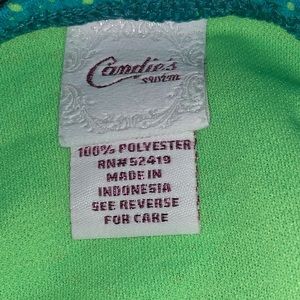 Candie's
swim
100% POLYESTER
RN# 52419
MADE IN
INDONESIA
SEE REVERSE
FOR CARE